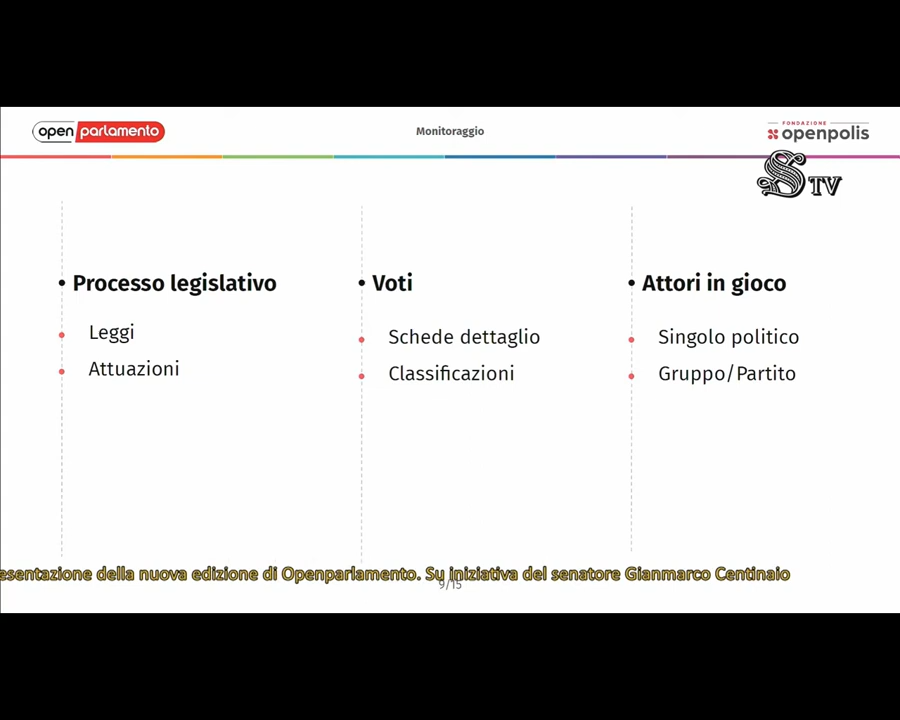 open parlamento
Monitoraggio
FONDAZIONE
openpolis
S TV
• Processo legislativo
Leggi
Attuazioni
• Voti
Schede dettaglio
Classificazioni
• Attori in gioco
Singolo politico
Gruppo/Partito
esentazione della nuova edizione di Openparlamento. Su iniziativa del senatore Gianmarco Centinaio
9/15